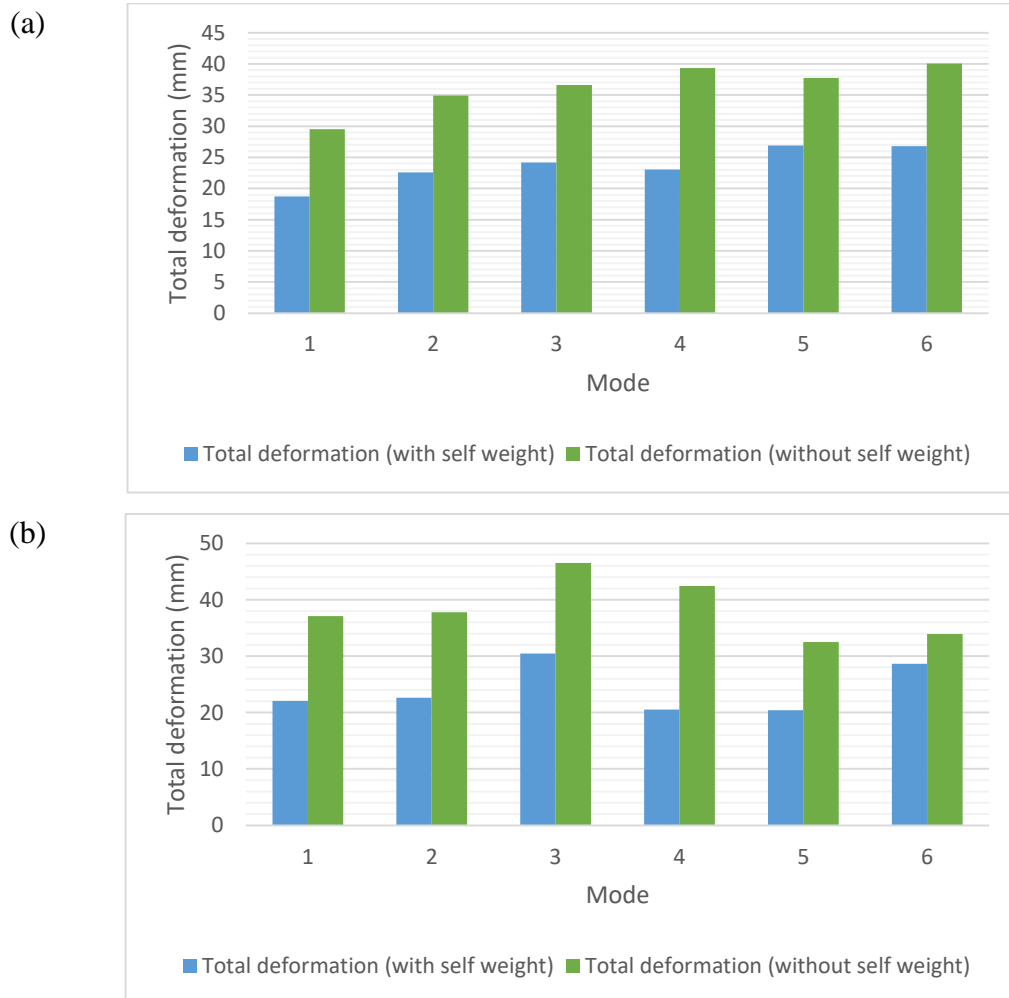 (a)
Total deformation (mm)
45
40
35
30
25
20
15
10
5
0
1 2 3 4 5 6
Mode
Total deformation (with self weight) Total deformation (without self weight)
(b)
Total deformation (mm)
50
40
30
20
10
0
1 2 3 4 5 6
Mode
Total deformation (with self weight) Total deformation (without self weight)